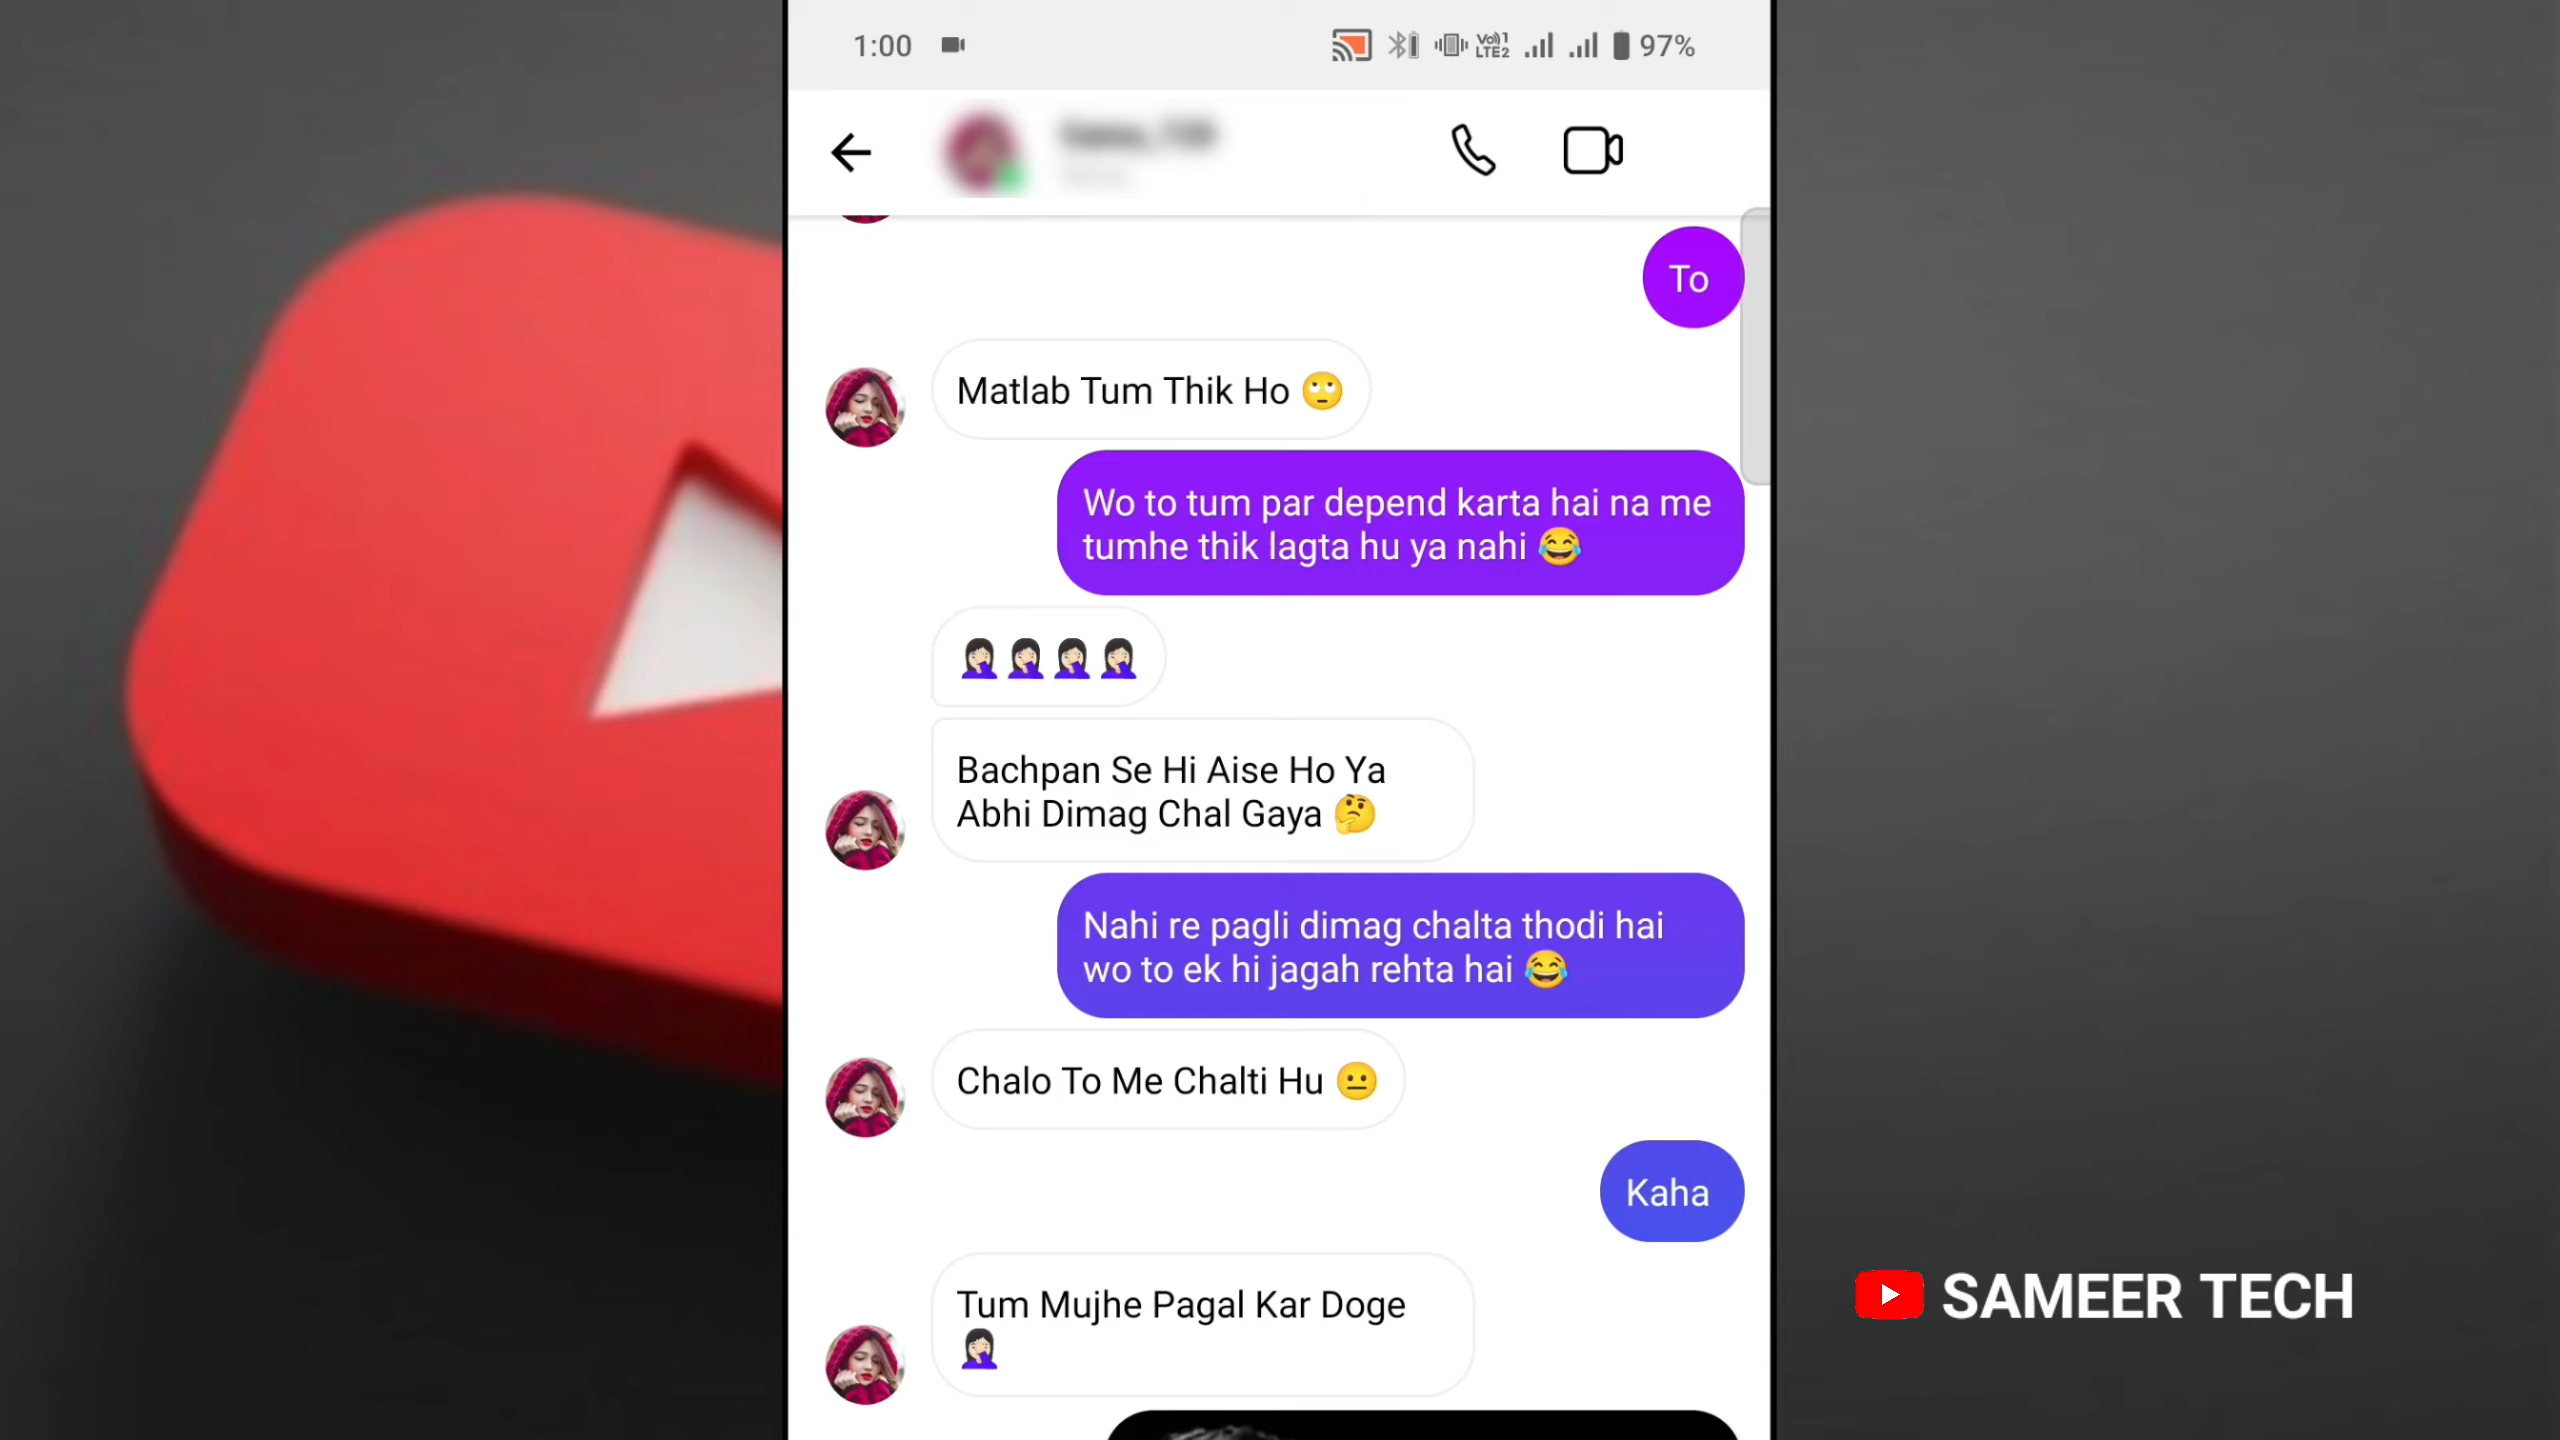 1:00
Vo)) 1
LTE2
97%
To
Matlab Tum Thik Ho 🙄
Wo to tum par depend karta hai na me
tumhe thik lagta hu ya nahi 😂
🤦🏻‍♀️🤦🏻‍♀️🤦🏻‍♀️🤦🏻‍♀️
Bachpan Se Hi Aise Ho Ya
Abhi Dimag Chal Gaya 🤔
Nahi re pagli dimag chalta thodi hai
wo to ek hi jagah rehta hai 😂
Chalo To Me Chalti Hu 😐
Kaha
Tum Mujhe Pagal Kar Doge
🤦🏻‍♀️
SAMEER TECH